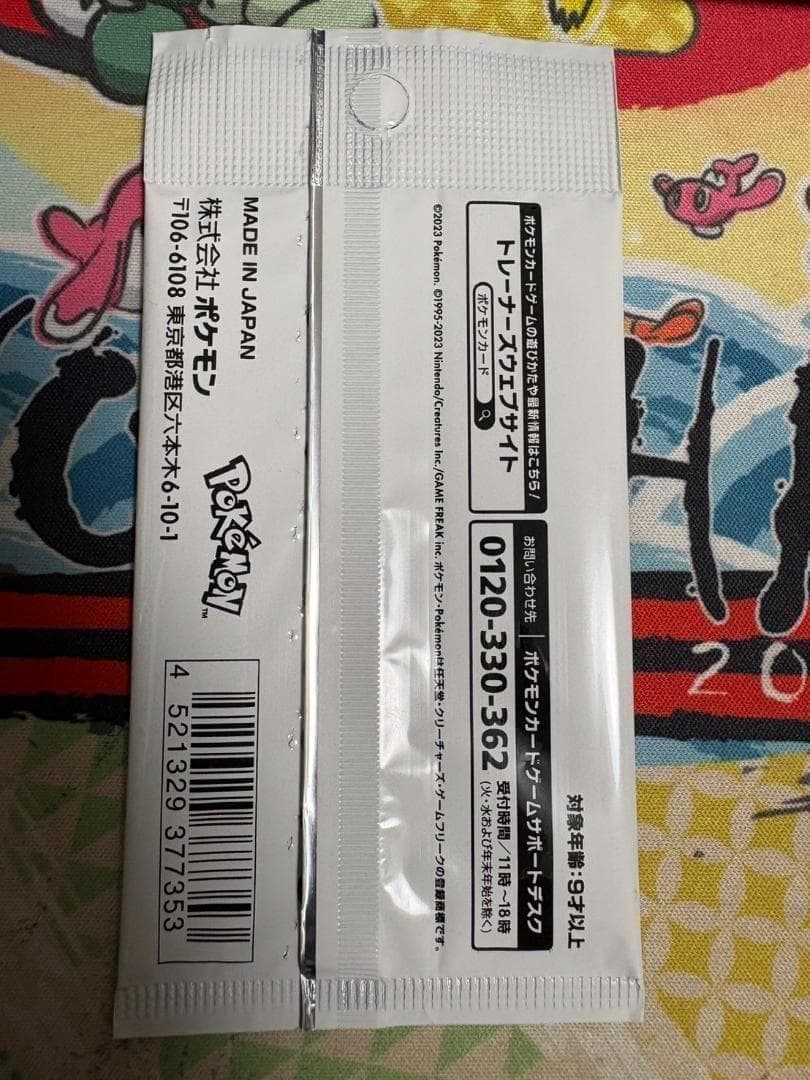 対象年齢:9才以上
ポケモンカードゲームの遊びかたや最新情報はこちら!
トレーナーズウェブサイト
ポケモンカード
お問い合わせ先
ポケモンカードゲームサポートデスク
0120-330-362
受付時間/11時~18時
(火・水および年末年始を除く)
©2023 Pokémon. ©1995-2023 Nintendo/Creatures Inc./GAME FREAK inc. ポケモン・Pokémonは任天堂・クリーチャーズ・ゲームフリークの登録商標です。
MADE IN JAPAN
株式会社 ポケモン
〒106-6108 東京都港区六本木6-10-1
POKéMON™
4 521329 377353
20